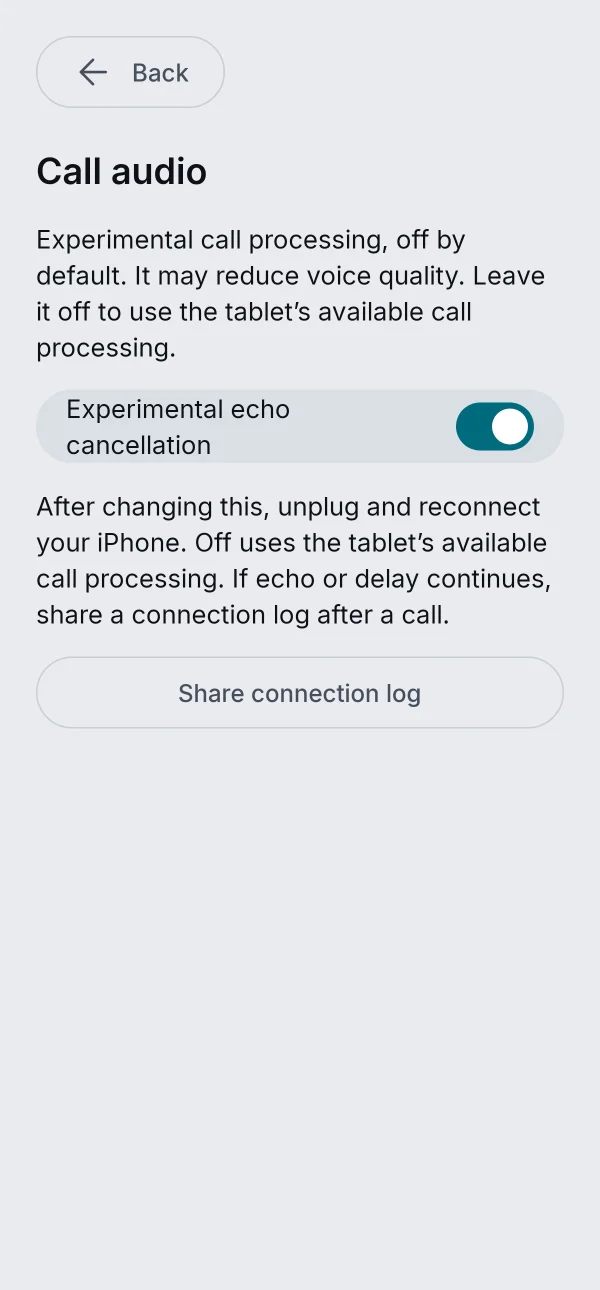 Back
Call audio
Experimental call processing, off by
default. It may reduce voice quality. Leave
it off to use the tablet’s available call
processing.
Experimental echo
cancellation
After changing this, unplug and reconnect
your iPhone. Off uses the tablet’s available
call processing. If echo or delay continues,
share a connection log after a call.
Share connection log